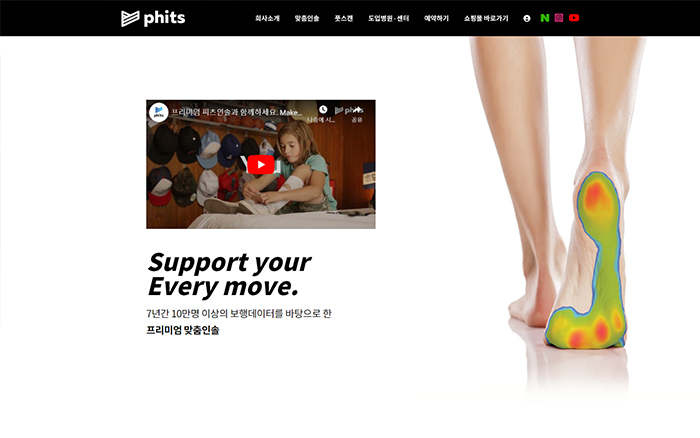 phits
회사소개 맞춤인솔 풋스캔 도입병원·센터 예약하기 쇼핑몰 바로가기
phits
프리미엄 피츠인솔과 함께하세요. Make...
phits
나중에 시... 공유
Support your
Every move.
7년간 10만명 이상의 보행데이터를 바탕으로 한
프리미엄 맞춤인솔